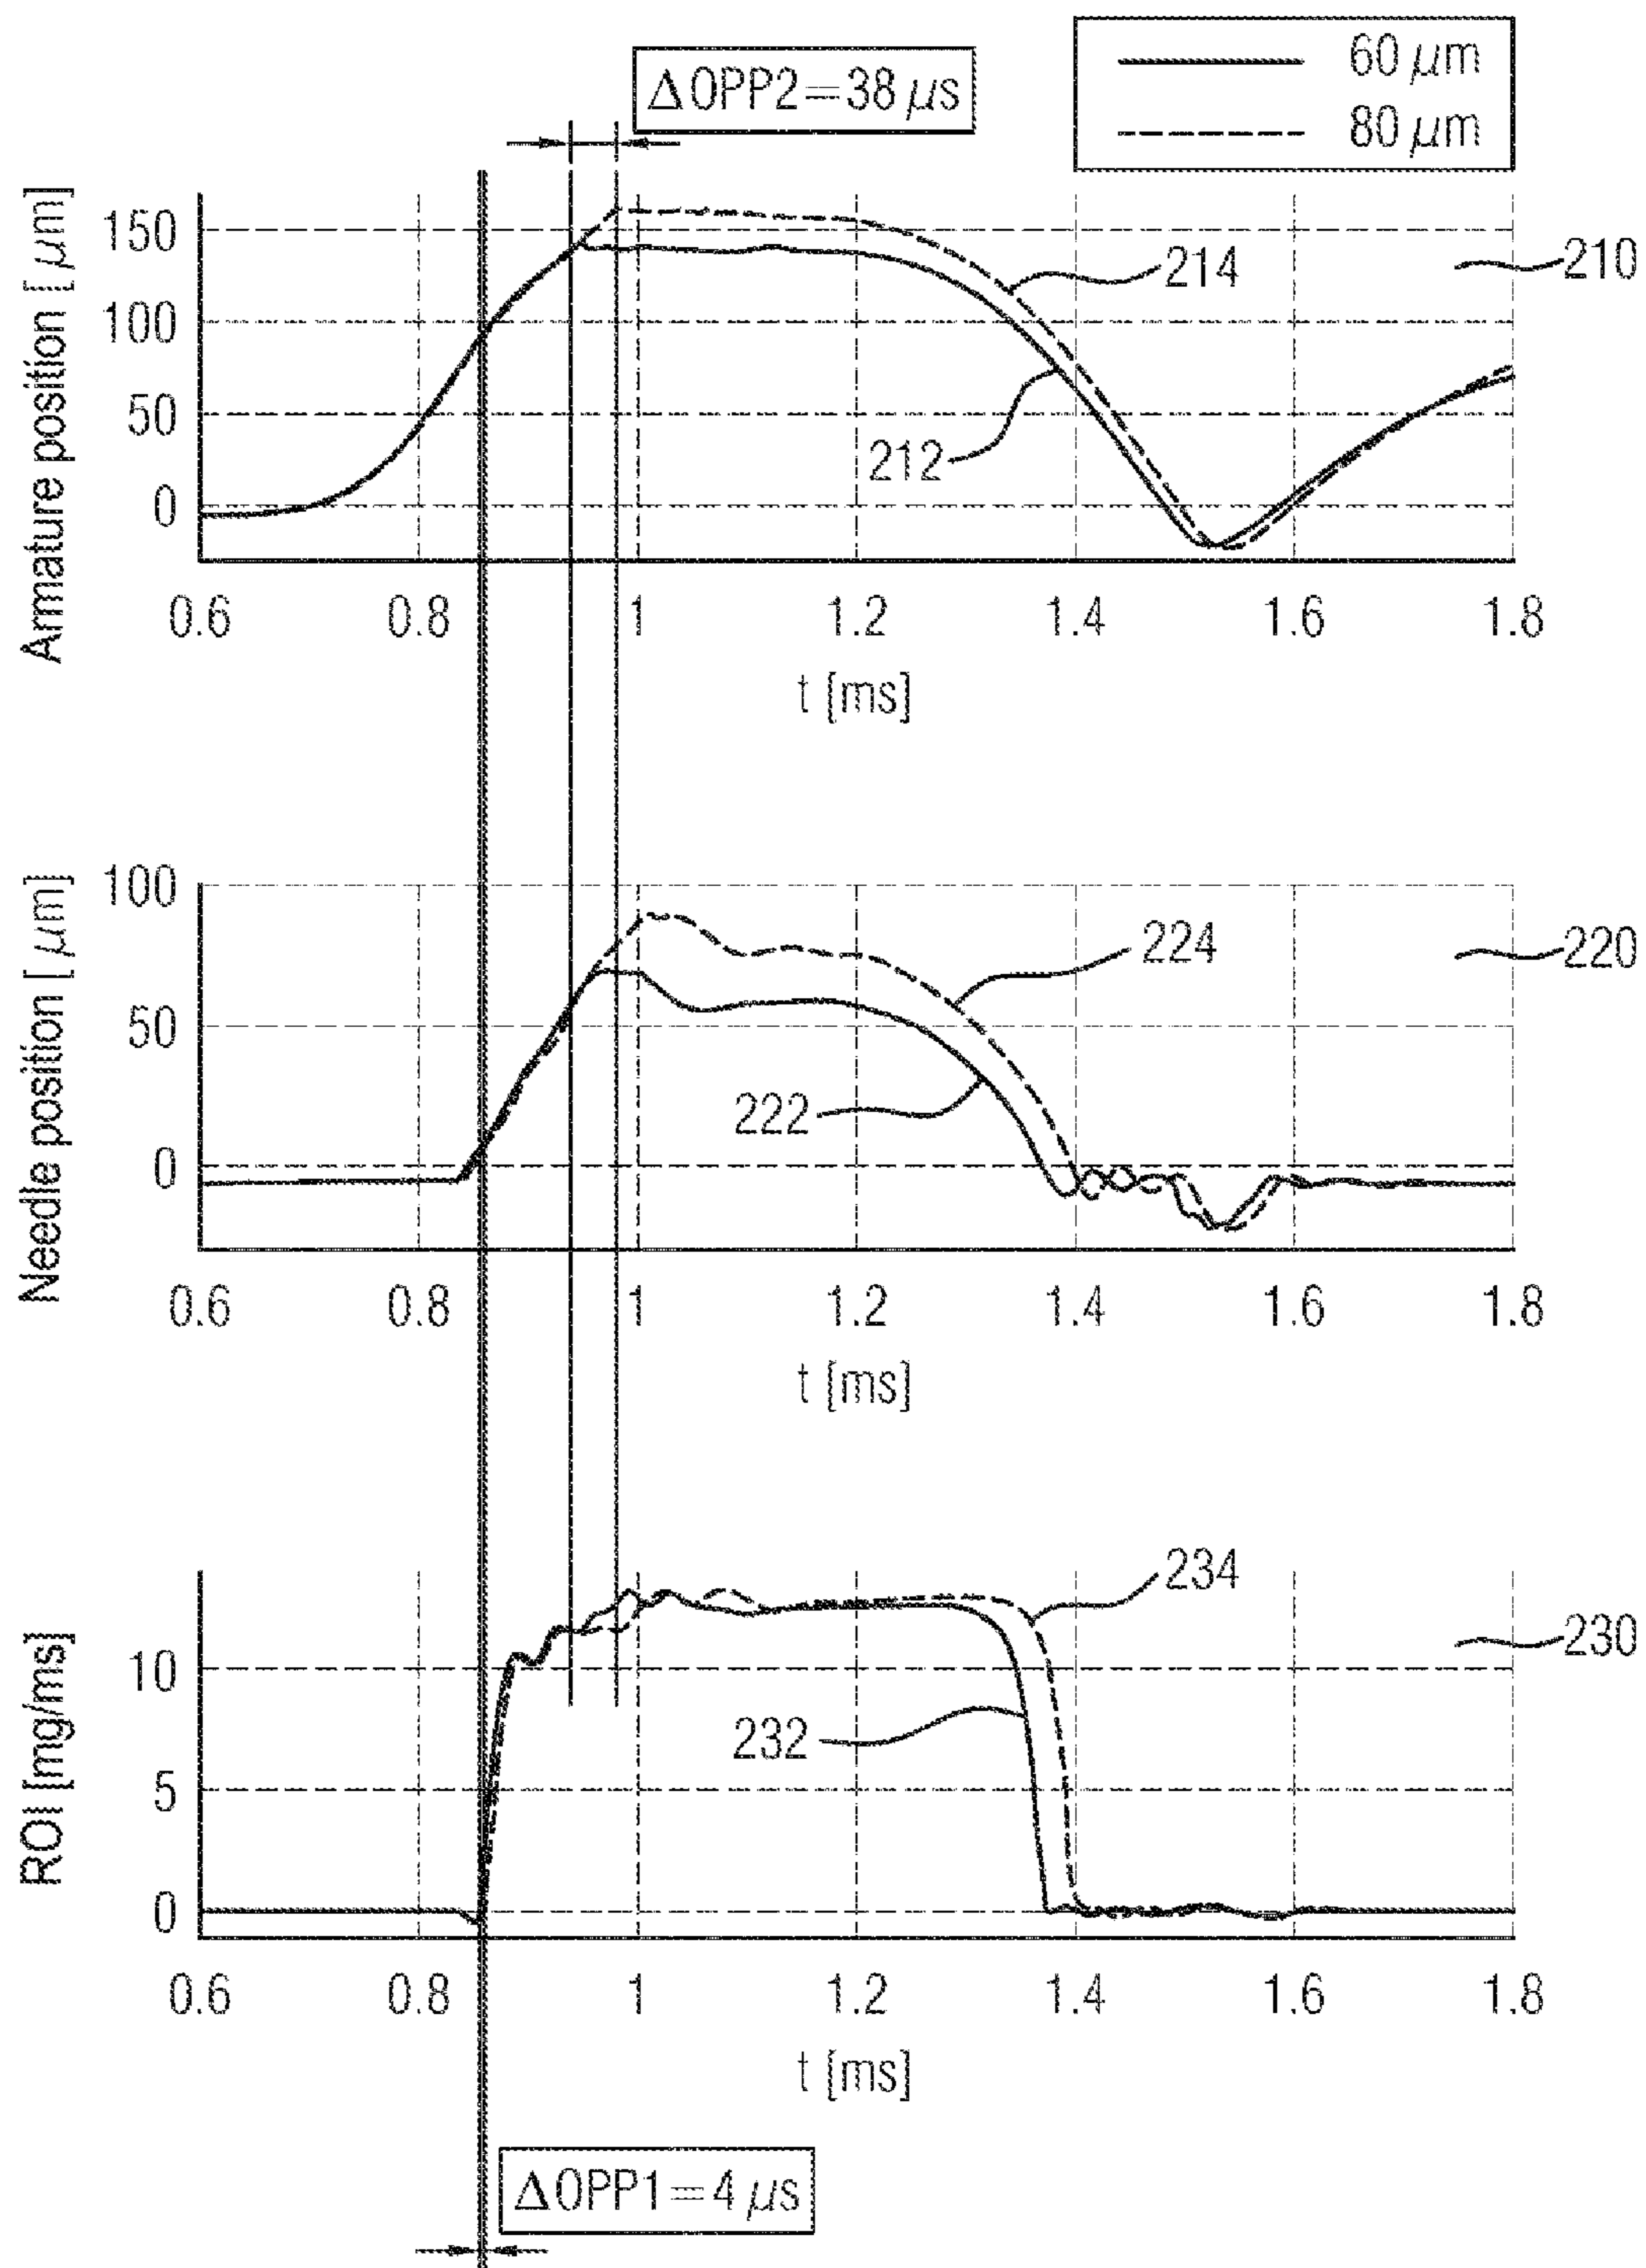 ΔOPP2=38 μs
60 μm
80 μm
Armature position [μm]
150
100
50
0
214
212
210
0.6 0.8 1 1.2 1.4 1.6 1.8
t [ms]
Needle position [μm]
100
50
0
224
222
220
0.6 0.8 1 1.2 1.4 1.6 1.8
t [ms]
ROI [mg/ms]
10
5
0
234
232
230
0.6 0.8 1 1.2 1.4 1.6 1.8
t [ms]
ΔOPP1=4 μs